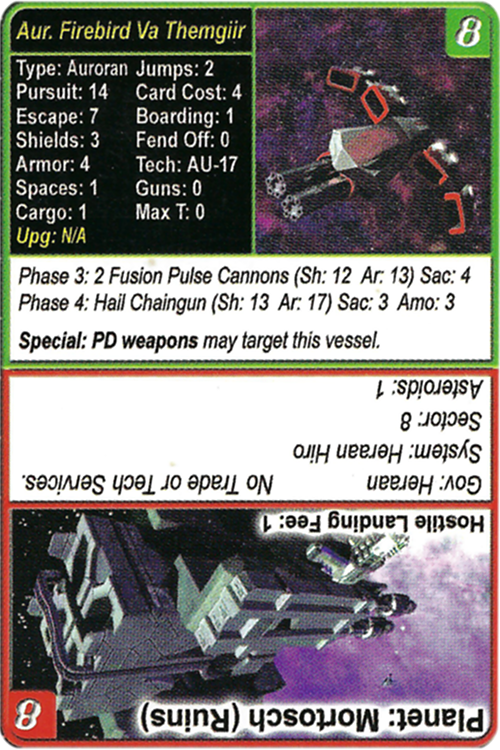 Aur. Firebird Va Themgiir
8
Type: Auroran Jumps: 2
Pursuit: 14 Card Cost: 4
Escape: 7 Boarding: 1
Shields: 3 Fend Off: 0
Armor: 4 Tech: AU-17
Spaces: 1 Guns: 0
Cargo: 1 Max T: 0
Upg: N/A
Phase 3: 2 Fusion Pulse Cannons (Sh: 12 Ar: 13) Sac: 4
Phase 4: Hail Chaingun (Sh: 13 Ar: 17) Sac: 3 Amo: 3
Special: PD weapons may target this vessel.
Planet: Mortosch (Ruins)
8
Hostile Landing Fee: 1
Gov: Heraan No Trade or Tech Services.
System: Heraan Hiro
Sector: 8
Asteroids: 1